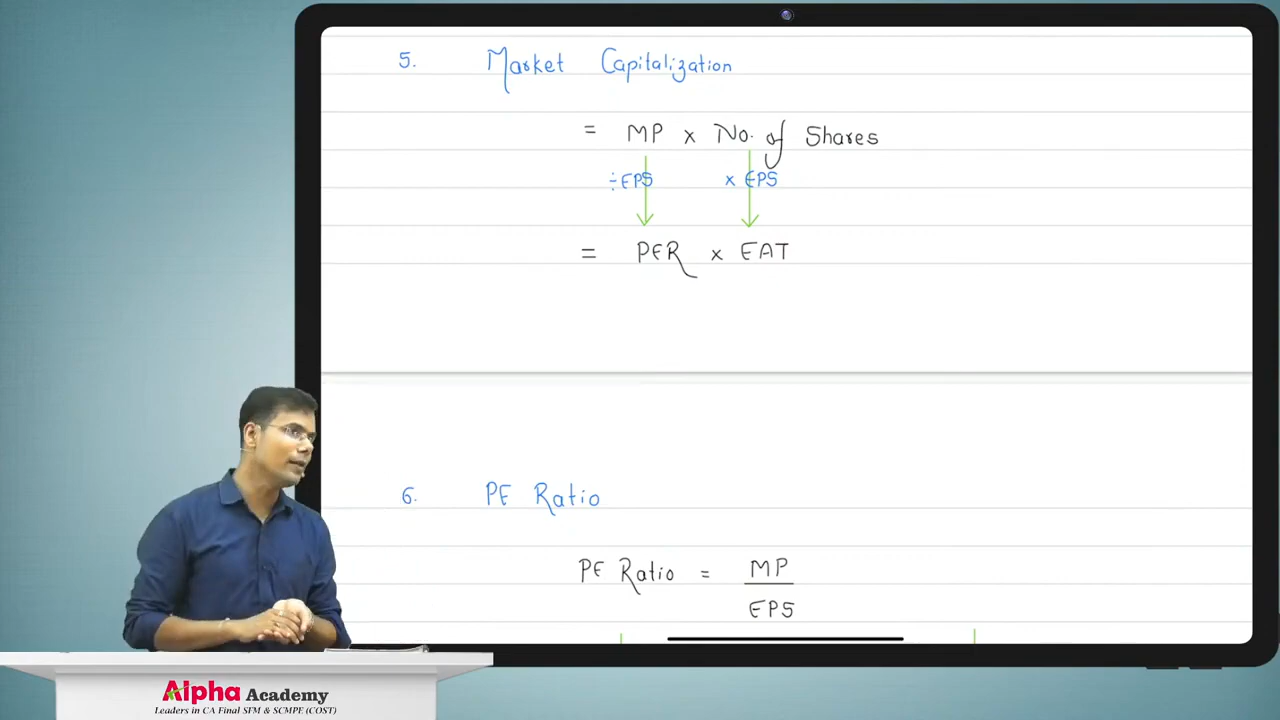 5. Market Capitalization
= MP x No. of Shares
÷EPS x EPS
= PER x EAT
6. PE Ratio
PE Ratio = MP
EPS
Alpha Academy
Leaders in CA Final SFM & SCMPE (COST)